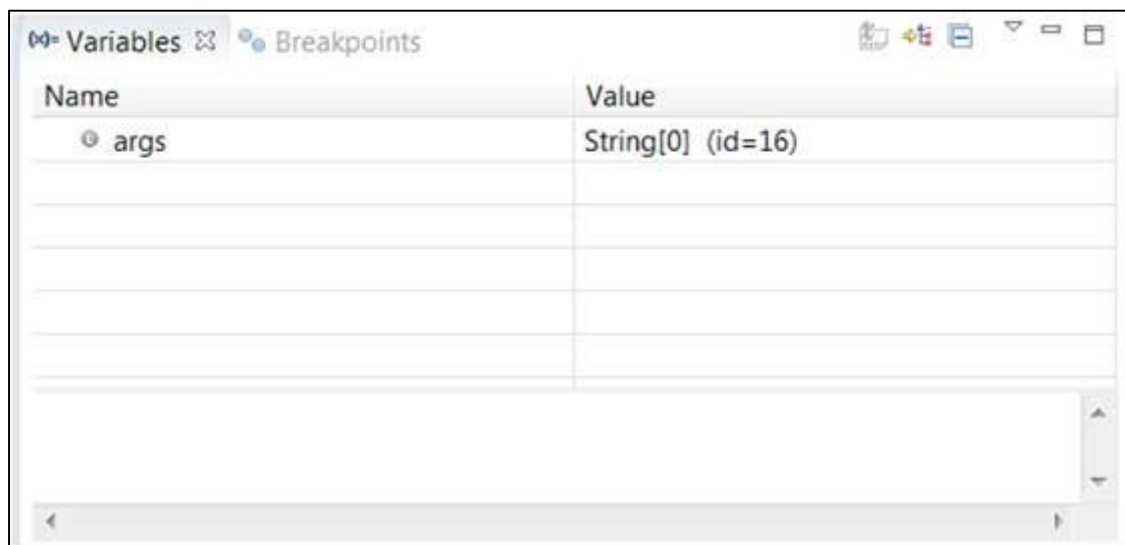 (x)= Variables Breakpoints
Name Value
args String[0] (id=16)